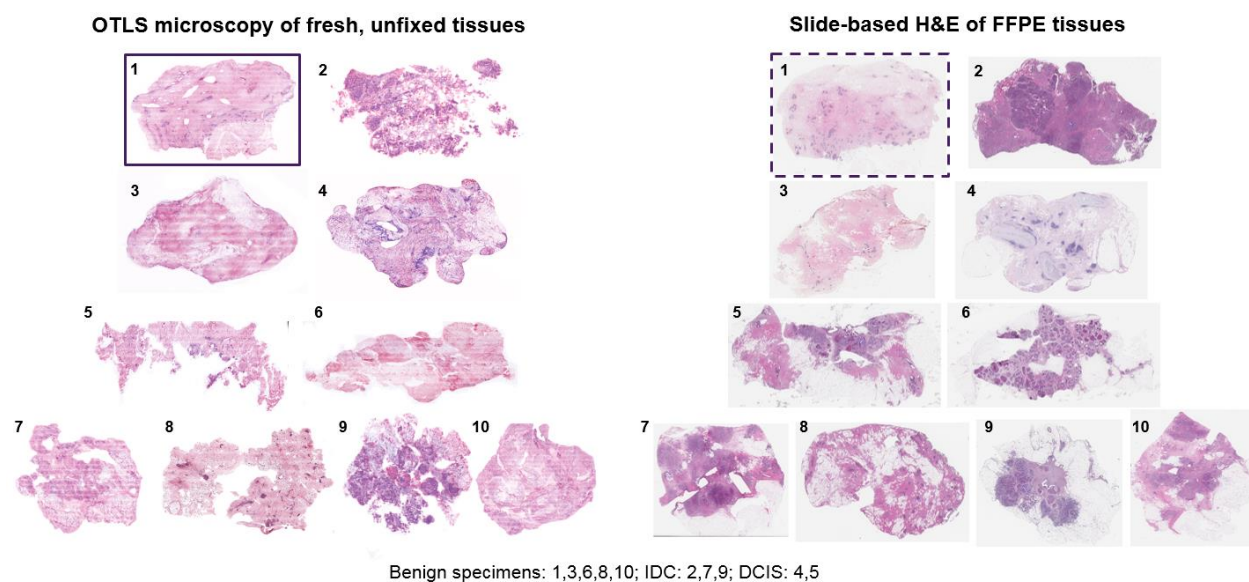 OTLS microscopy of fresh, unfixed tissues
Slide-based H&E of FFPE tissues
1 2
1 2
3 4
3 4
5 6
5 6
7 8 9 10
7 8 9 10
Benign specimens: 1,3,6,8,10; IDC: 2,7,9; DCIS: 4,5